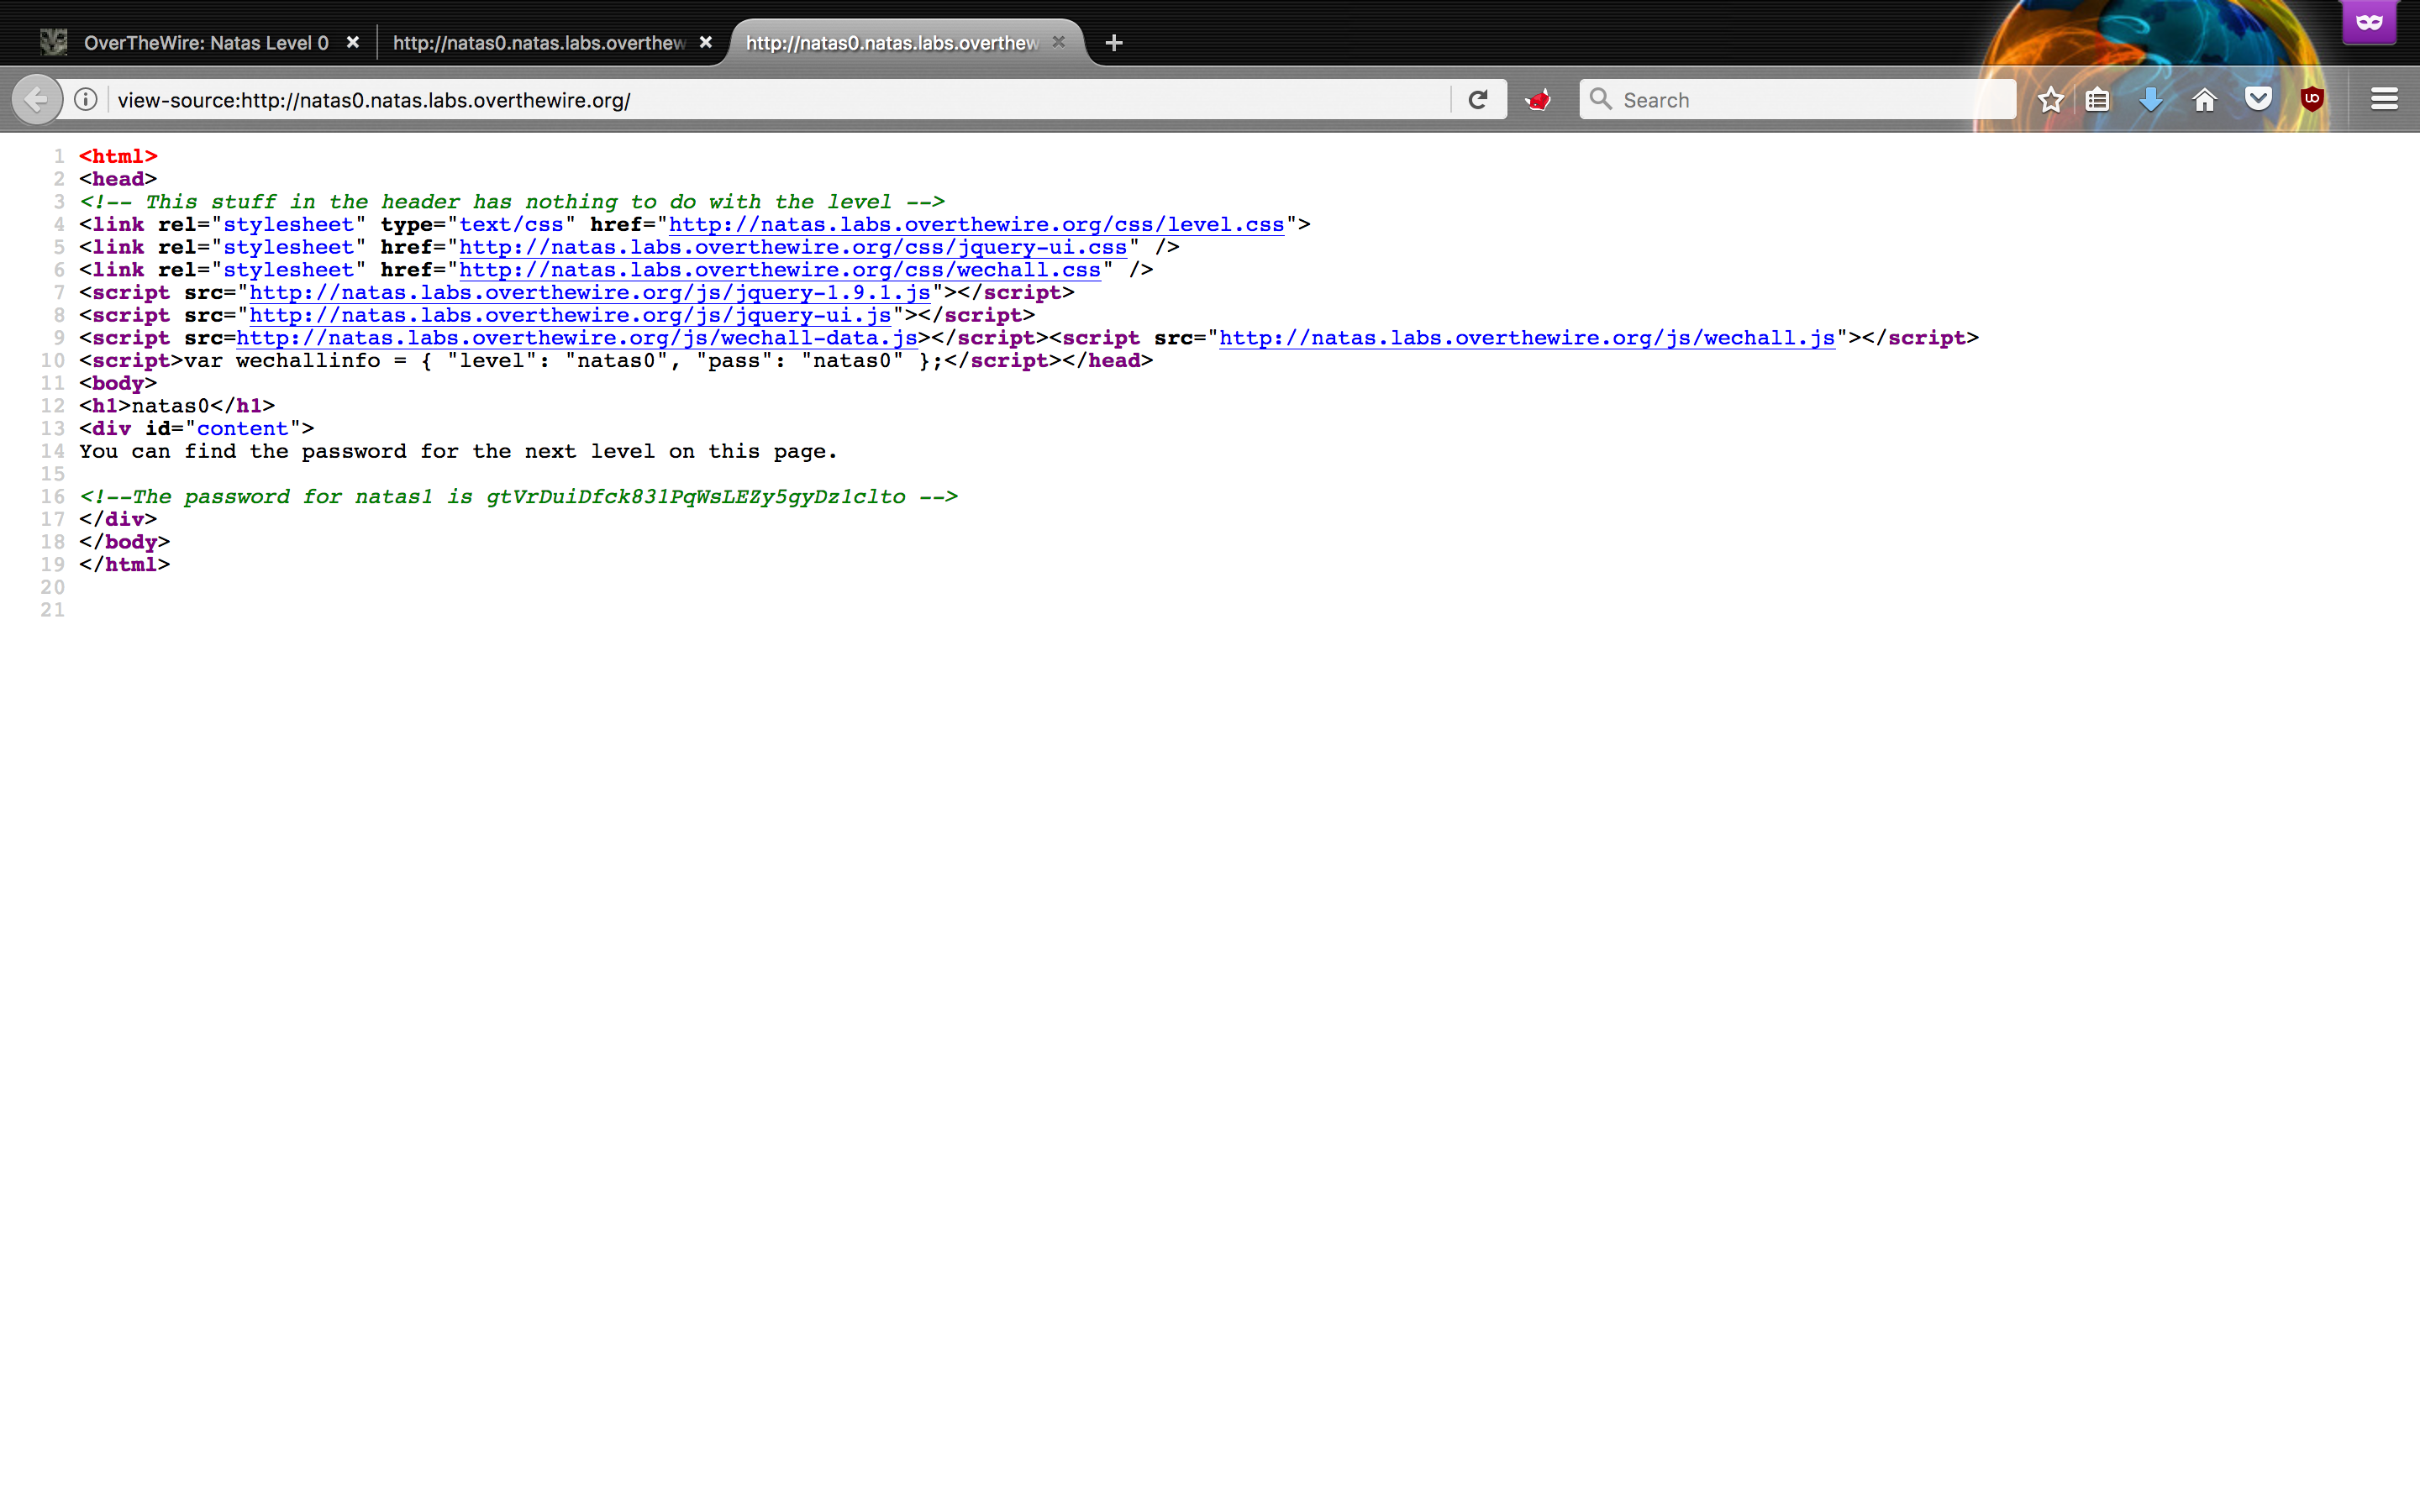 OverTheWire: Natas Level 0
http://natas0.natas.labs.overthew
http://natas0.natas.labs.overthew
view-source:http://natas0.natas.labs.overthewire.org/
Search
1 <html>
2 <head>
3 <!-- This stuff in the header has nothing to do with the level -->
4 <link rel="stylesheet" type="text/css" href="http://natas.labs.overthewire.org/css/level.css">
5 <link rel="stylesheet" href="http://natas.labs.overthewire.org/css/jquery-ui.css" />
6 <link rel="stylesheet" href="http://natas.labs.overthewire.org/css/wechall.css" />
7 <script src="http://natas.labs.overthewire.org/js/jquery-1.9.1.js"></script>
8 <script src="http://natas.labs.overthewire.org/js/jquery-ui.js"></script>
9 <script src=http://natas.labs.overthewire.org/js/wechall-data.js></script><script src="http://natas.labs.overthewire.org/js/wechall.js"></script>
10 <script>var wechallinfo = { "level": "natas0", "pass": "natas0" };</script></head>
11 <body>
12 <h1>natas0</h1>
13 <div id="content">
14 You can find the password for the next level on this page.
15
16 <!--The password for natas1 is gtVrDuiDfck831PqWsLEZy5gyDz1clto -->
17 </div>
18 </body>
19 </html>
20
21